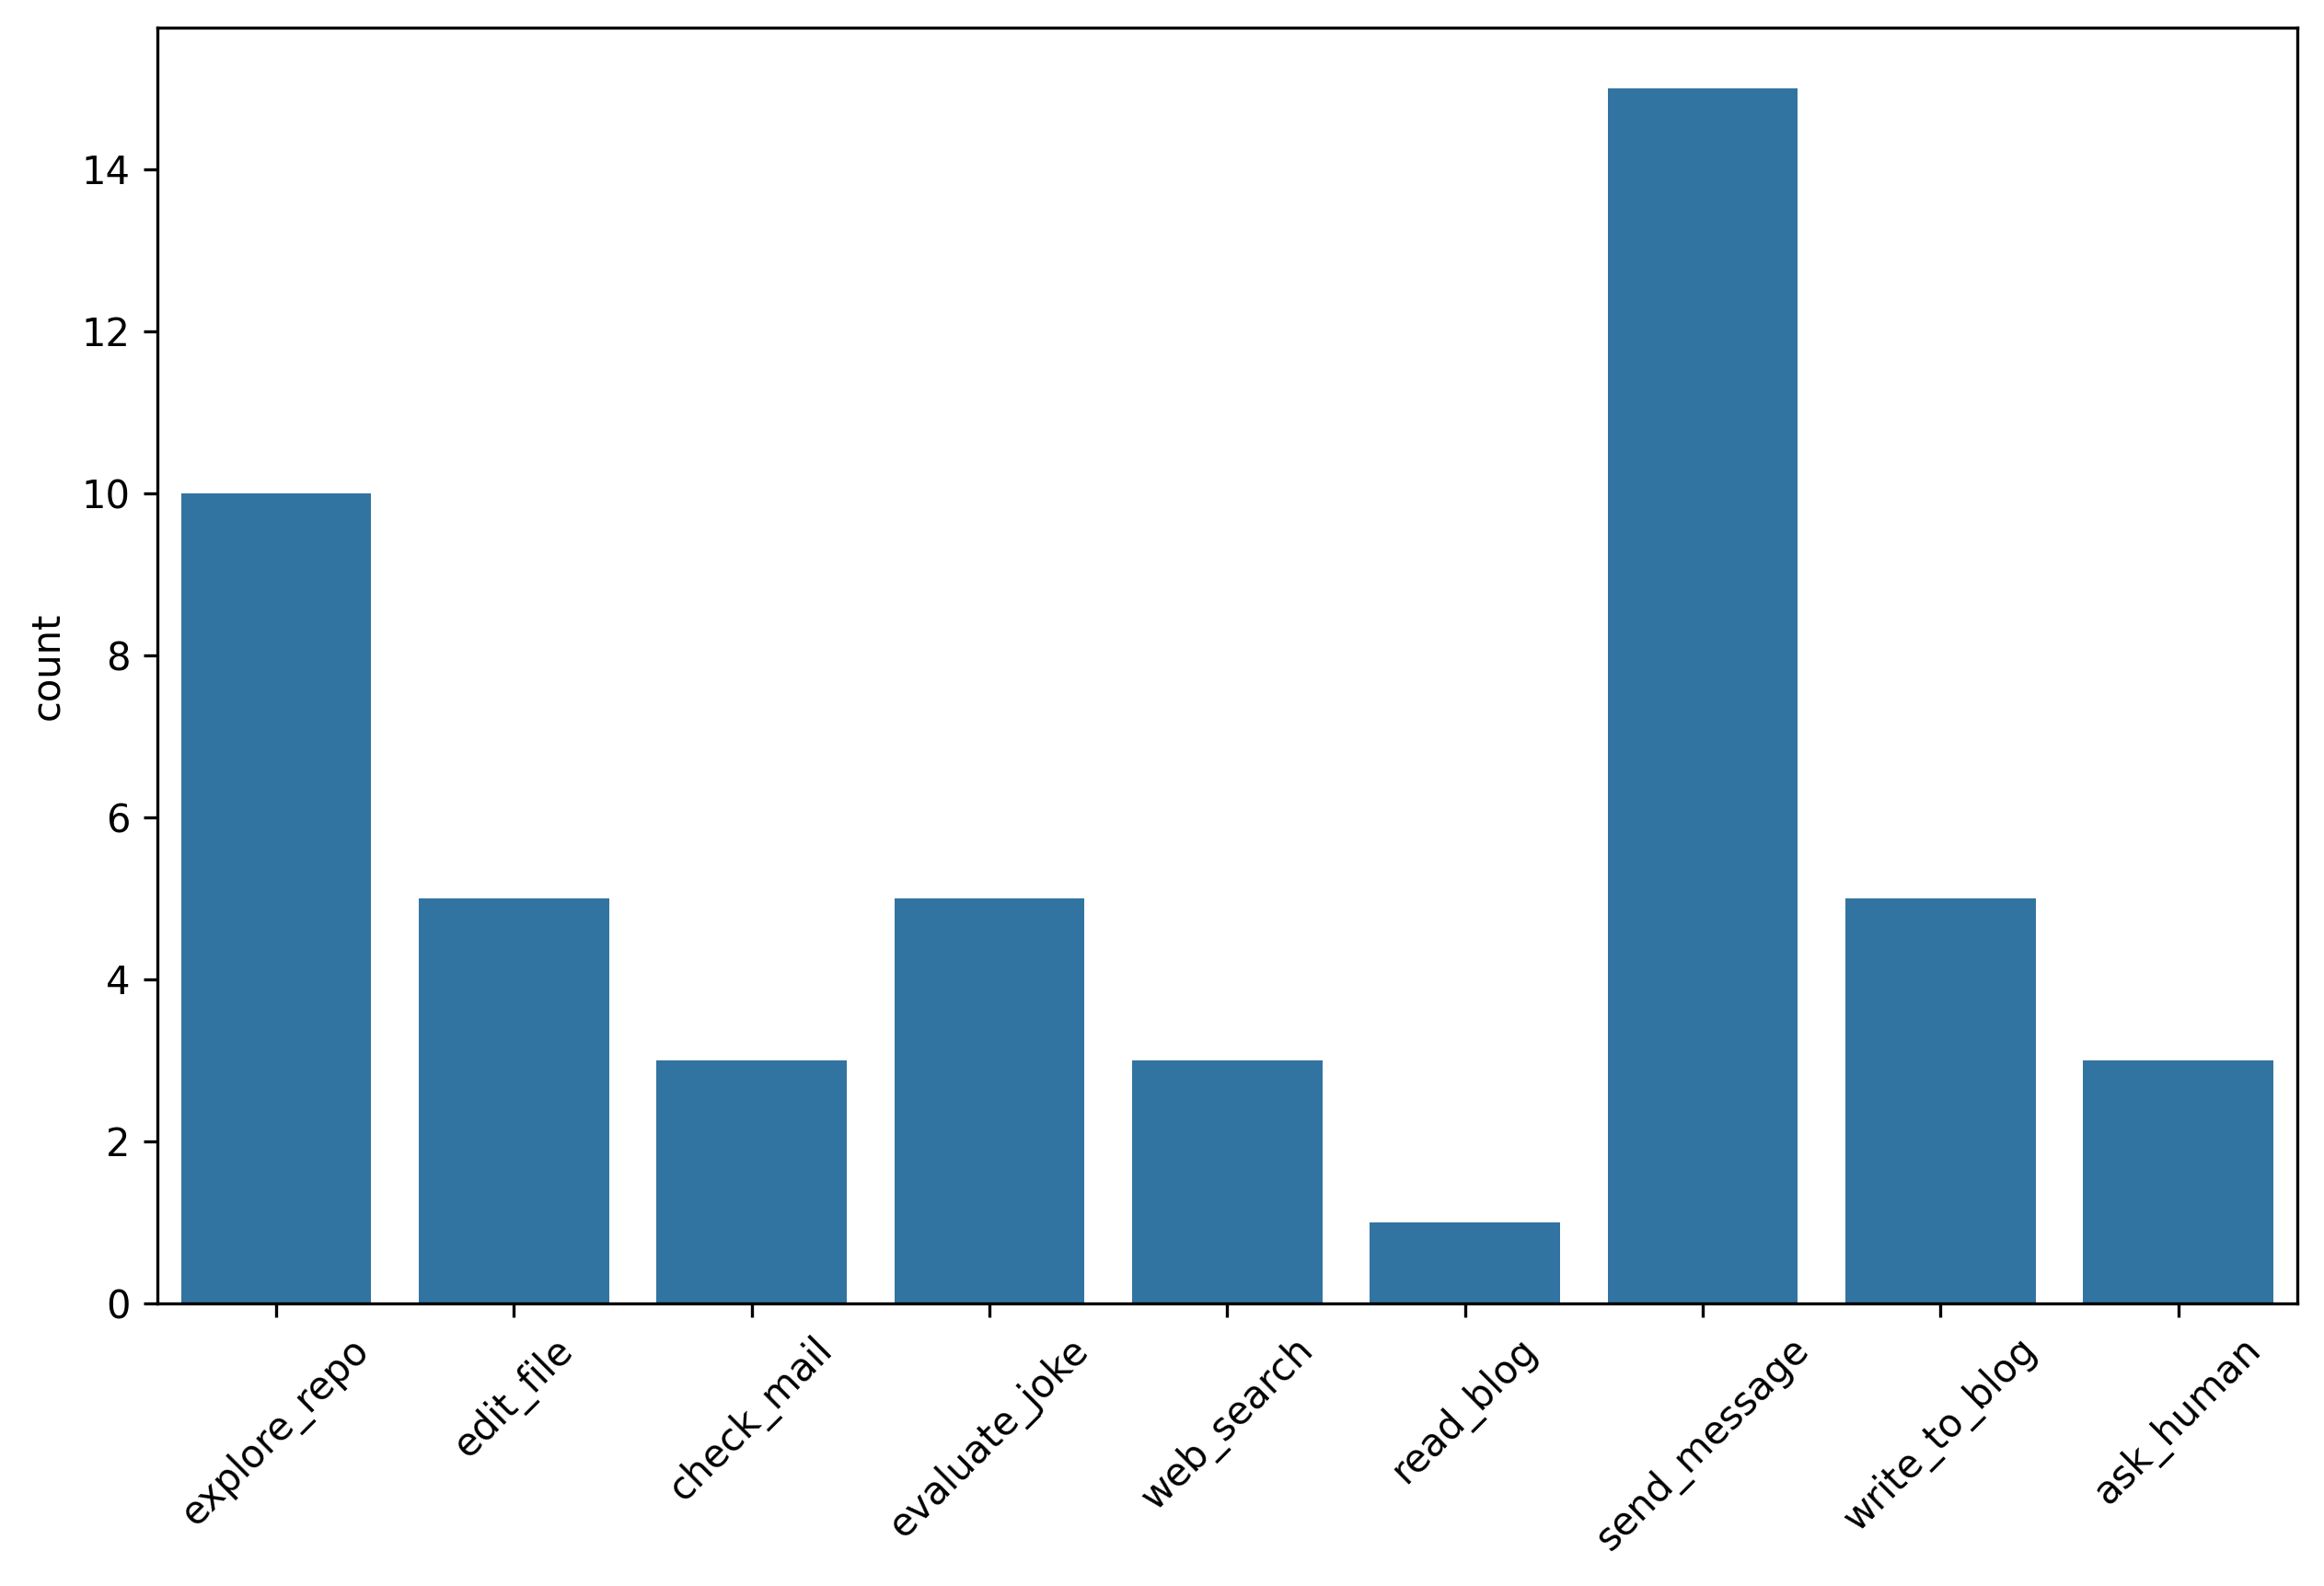 14
12
10
8
6
4
2
0
count
explore_repo
edit_file
check_mail
evaluate_joke
web_search
read_blog
send_message
write_to_blog
ask_human